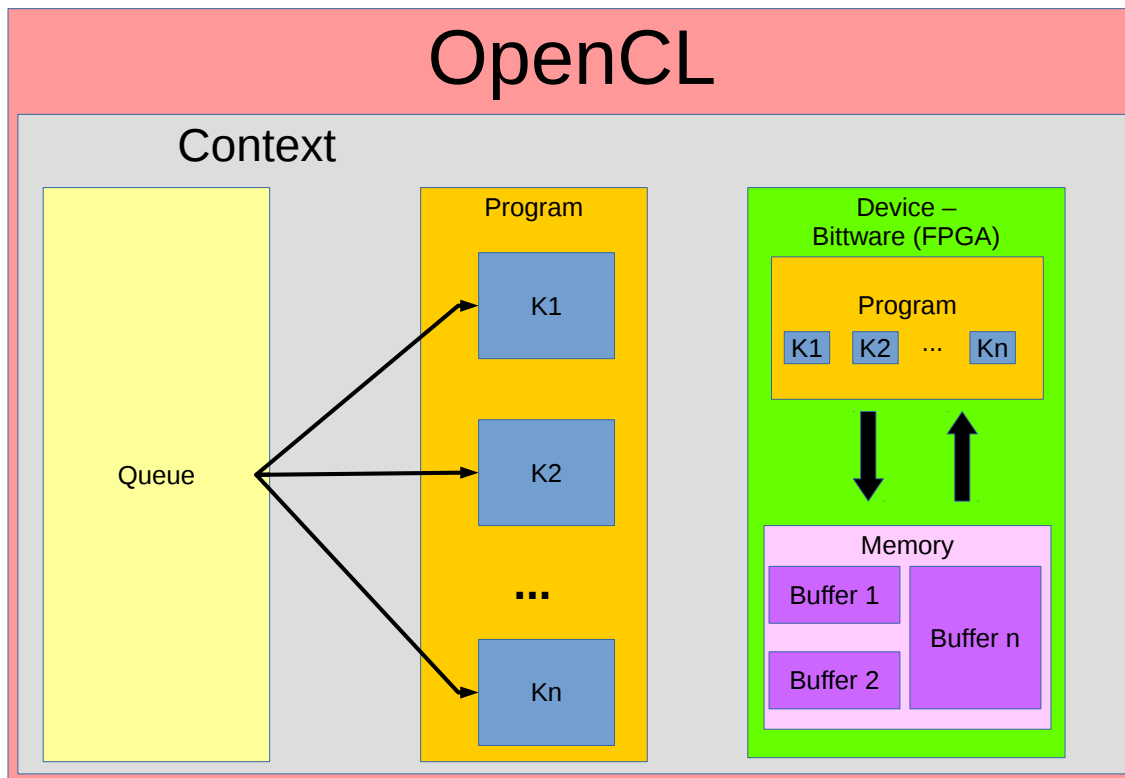 OpenCL
Context
Queue
Program
K1
K2
...
Kn
Device –
Bittware (FPGA)
Program
K1 K2 ... Kn
Memory
Buffer 1
Buffer 2
Buffer n